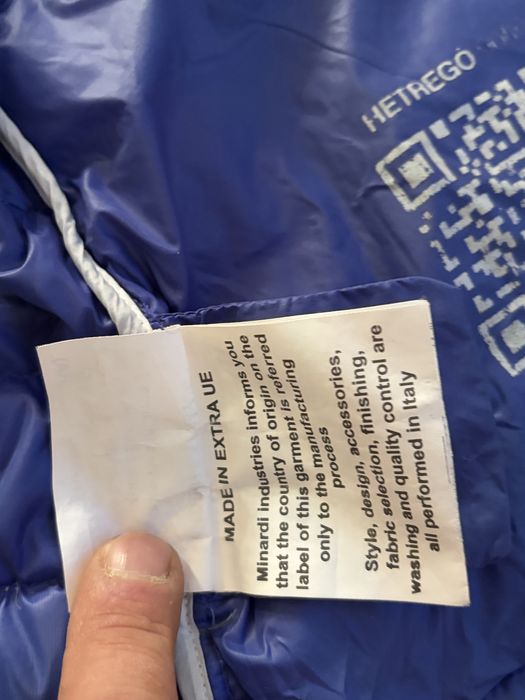 HETREGO
MADE IN EXTRA UE
Minardi industries informs you
that the country of origin on the
label of this garment is referred
only to the manufacturing
process
Style, design, accessories,
fabric selection, finishing,
washing and quality control are
all performed in Italy